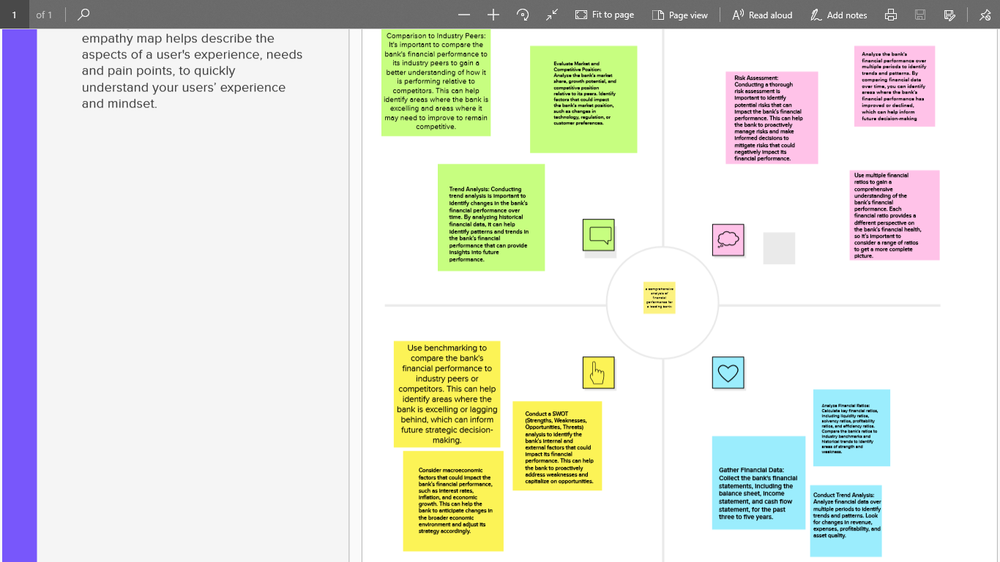 1 of 1
Fit to page
Page view
Read aloud
Add notes
empathy map helps describe the
aspects of a user's experience, needs
and pain points, to quickly
understand your users’ experience
and mindset.
Comparison to Industry Peers:
It's important to compare the
bank's financial performance to
its industry peers to gain a
better understanding of how it
is performing relative to
competitors. This can help
identify areas where the bank is
excelling and areas where it
may need to improve to remain
competitive.
Evaluate Market and
Competitive Position:
Analyze the bank's market
share, growth potential, and
competitive position
relative to its peers. Identify
factors that could impact
the bank's market position,
such as changes in
technology, regulation, or
customer preferences.
Trend Analysis: Conducting
trend analysis is important to
identify changes in the bank's
financial performance over
time. By analyzing historical
financial data, it can help
identify patterns and trends in
the bank's financial
performance that can provide
insights into future
performance.
Risk Assessment:
Conducting a thorough
risk assessment is
important to identify
potential risks that can
impact the bank's financial
performance. This can help
the bank to proactively
manage risks and make
informed decisions to
mitigate risks that could
negatively impact its
financial performance.
Analyze the bank's
financial performance over
multiple periods to identify
trends and patterns. By
comparing financial data
over time, you can identify
areas where the bank's
financial performance has
improved or declined,
which can help inform
future decision-making
Use multiple financial
ratios to gain a
comprehensive
understanding of the
bank's financial
performance. Each
financial ratio provides a
different perspective on
the bank's financial health,
so it's important to
consider a range of ratios
to get a more complete
picture.
a comprehensive
analysis of
financial
performance for
a leading bank:
Use benchmarking to
compare the bank's
financial performance to
industry peers or
competitors. This can help
identify areas where the
bank is excelling or lagging
behind, which can inform
future strategic decision-
making.
Conduct a SWOT
(Strengths, Weaknesses,
Opportunities, Threats)
analysis to identify the
bank's internal and
external factors that could
impact its financial
performance. This can help
the bank to proactively
address weaknesses and
capitalize on opportunities.
Consider macroeconomic
factors that could impact the
bank's financial performance,
such as interest rates,
inflation, and economic
growth. This can help the
bank to anticipate changes in
the broader economic
environment and adjust its
strategy accordingly.
Analyze Financial Ratios:
Calculate key financial ratios,
including liquidity ratios,
solvency ratios, profitability
ratios, and efficiency ratios.
Compare the bank's ratios to
industry benchmarks and
historical trends to identify
areas of strength and
weakness.
Gather Financial Data:
Collect the bank's financial
statements, including the
balance sheet, income
statement, and cash flow
statement, for the past
three to five years.
Conduct Trend Analysis:
Analyze financial data over
multiple periods to identify
trends and patterns. Look
for changes in revenue,
expenses, profitability, and
asset quality.